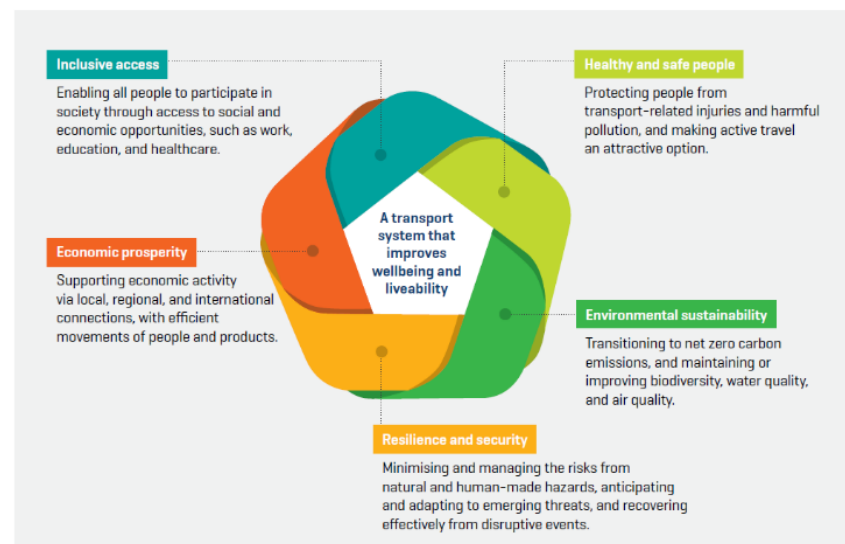 Inclusive access
Enabling all people to participate in
society through access to social and
economic opportunities, such as work,
education, and healthcare.
Healthy and safe people
Protecting people from
transport-related injuries and harmful
pollution, and making active travel
an attractive option.
A transport
system that
improves
wellbeing and
liveability
Economic prosperity
Supporting economic activity
via local, regional, and international
connections, with efficient
movements of people and products.
Environmental sustainability
Transitioning to net zero carbon
emissions, and maintaining or
improving biodiversity, water quality,
and air quality.
Resilience and security
Minimising and managing the risks from
natural and human-made hazards, anticipating
and adapting to emerging threats, and recovering
effectively from disruptive events.